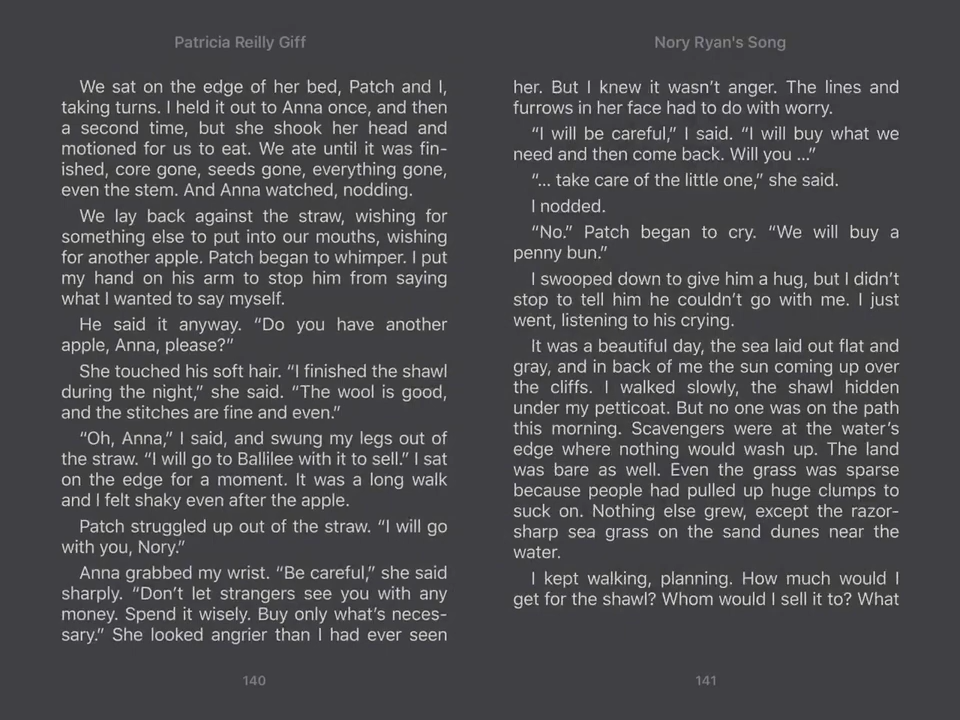 Patricia Reilly Giff
We sat on the edge of her bed, Patch and I,
taking turns. I held it out to Anna once, and then
a second time, but she shook her head and
motioned for us to eat. We ate until it was fin-
ished, core gone, seeds gone, everything gone,
even the stem. And Anna watched, nodding.
We lay back against the straw, wishing for
something else to put into our mouths, wishing
for another apple. Patch began to whimper. I put
my hand on his arm to stop him from saying
what I wanted to say myself.
He said it anyway. “Do you have another
apple, Anna, please?”
She touched his soft hair. “I finished the shawl
during the night,” she said. “The wool is good,
and the stitches are fine and even.”
“Oh, Anna,” I said, and swung my legs out of
the straw. “I will go to Ballilee with it to sell.” I sat
on the edge for a moment. It was a long walk
and I felt shaky even after the apple.
Patch struggled up out of the straw. “I will go
with you, Nory.”
Anna grabbed my wrist. “Be careful,” she said
sharply. “Don’t let strangers see you with any
money. Spend it wisely. Buy only what’s neces-
sary.” She looked angrier than I had ever seen
140
Nory Ryan's Song
her. But I knew it wasn’t anger. The lines and
furrows in her face had to do with worry.
“I will be careful,” I said. “I will buy what we
need and then come back. Will you ...”
“... take care of the little one,” she said.
I nodded.
“No.” Patch began to cry. “We will buy a
penny bun.”
I swooped down to give him a hug, but I didn’t
stop to tell him he couldn’t go with me. I just
went, listening to his crying.
It was a beautiful day, the sea laid out flat and
gray, and in back of me the sun coming up over
the cliffs. I walked slowly, the shawl hidden
under my petticoat. But no one was on the path
this morning. Scavengers were at the water’s
edge where nothing would wash up. The land
was bare as well. Even the grass was sparse
because people had pulled up huge clumps to
suck on. Nothing else grew, except the razor-
sharp sea grass on the sand dunes near the
water.
I kept walking, planning. How much would I
get for the shawl? Whom would I sell it to? What
141